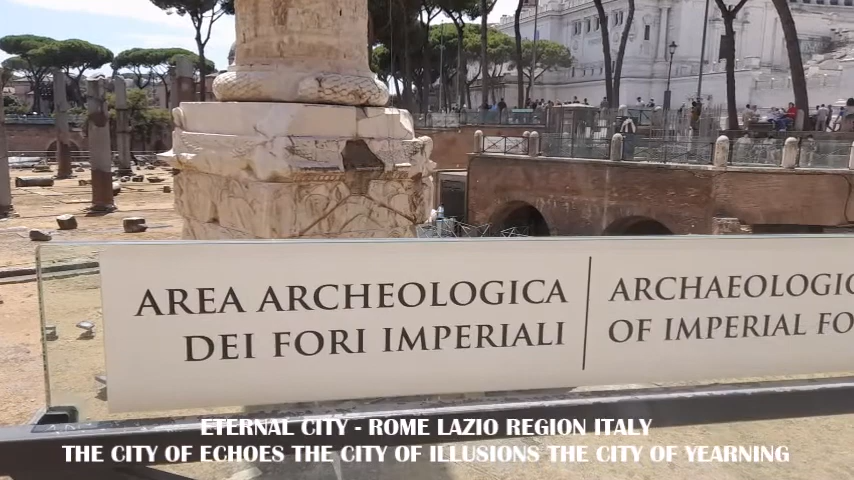 AREA ARCHEOLOGICA
DEI FORI IMPERIALI
ARCHAEOLOGIC
OF IMPERIAL FO
ETERNAL CITY - ROME LAZIO REGION ITALY
THE CITY OF ECHOES THE CITY OF ILLUSIONS THE CITY OF YEARNING